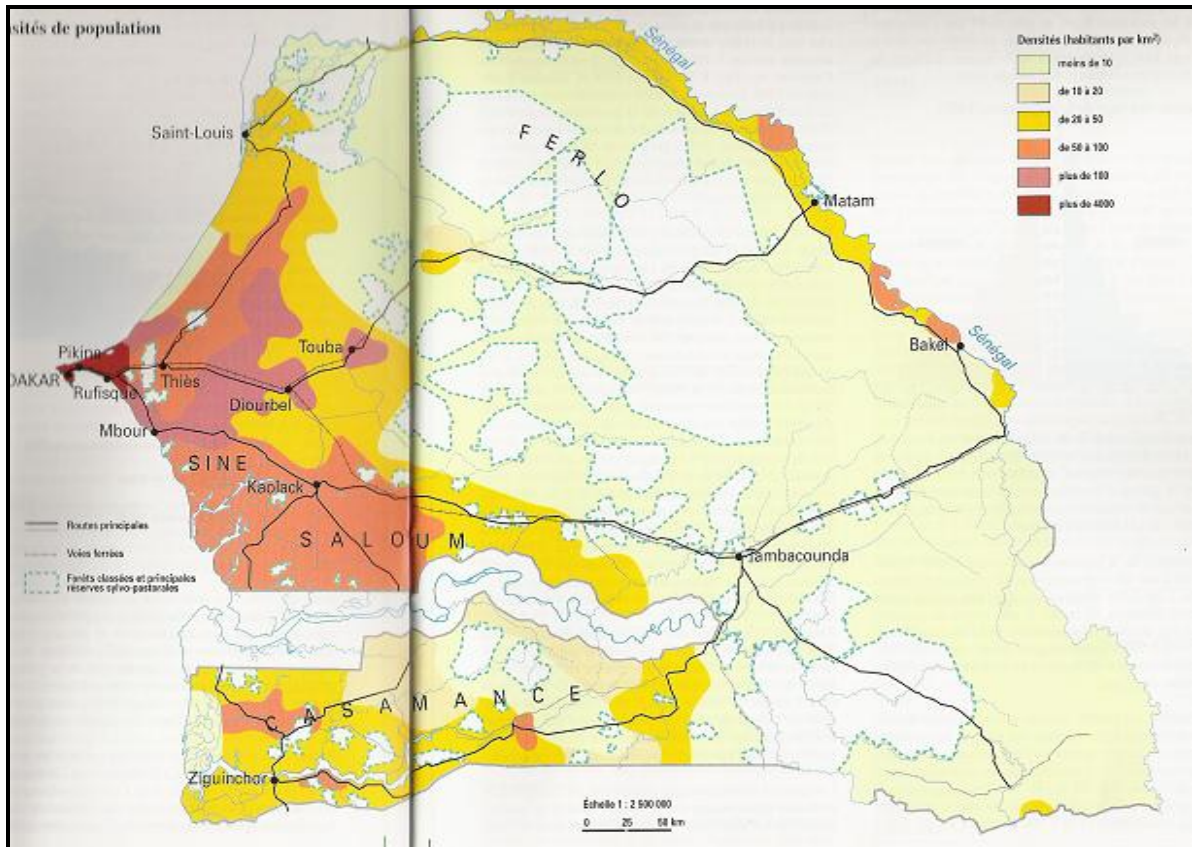 sités de population
Densités (habitants par km²)
moins de 10
de 10 à 20
de 20 à 50
de 50 à 100
plus de 100
plus de 4000
Sénégal
Saint-Louis
FERLO
Matam
Sénégal
Bakel
Touba
Pikine
DAKAR
Rufisque
Thiès
Diourbel
Mbour
SINE
Kaolack
SALOUM
Tambacounda
Routes principales
Voies ferrées
Forêts classées et principales
réserves sylvo-pastorales
CASAMANCE
Ziguinchor
Échelle 1 : 2 500 000
0 25 50 km